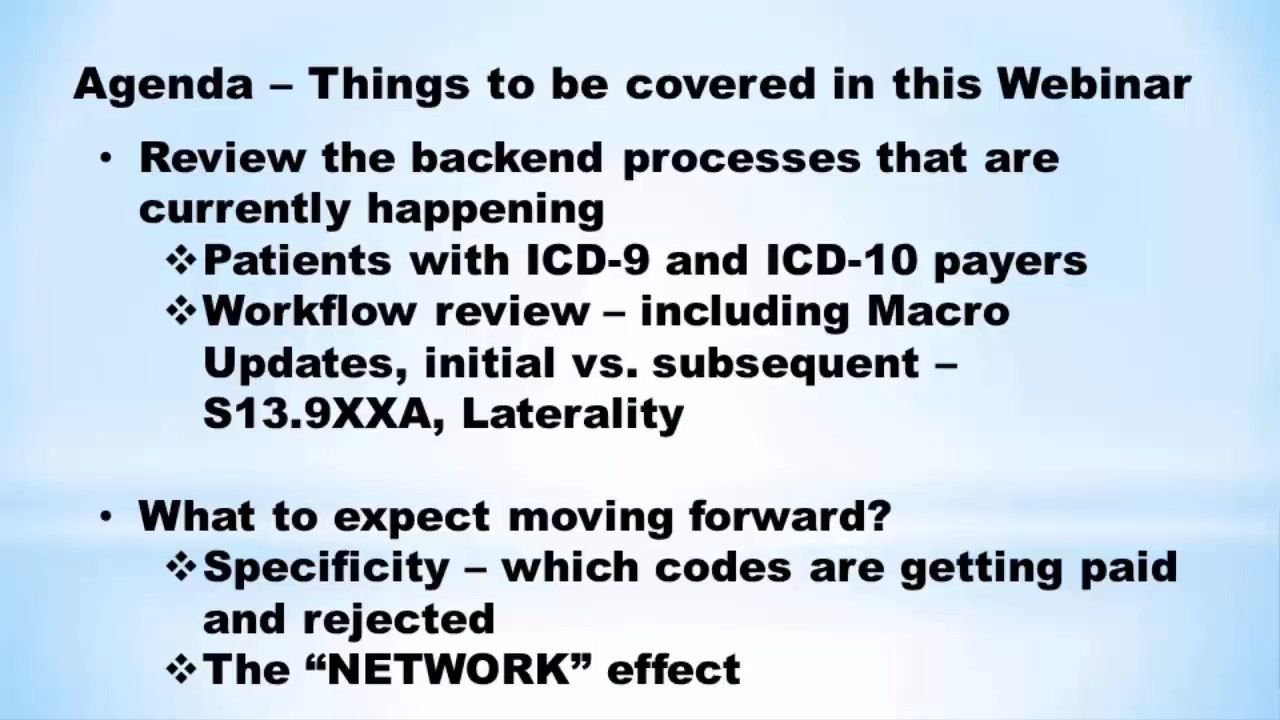 Agenda – Things to be covered in this Webinar
• Review the backend processes that are
currently happening
❖Patients with ICD-9 and ICD-10 payers
❖Workflow review – including Macro
Updates, initial vs. subsequent –
S13.9XXA, Laterality
• What to expect moving forward?
❖Specificity – which codes are getting paid
and rejected
❖The “NETWORK” effect